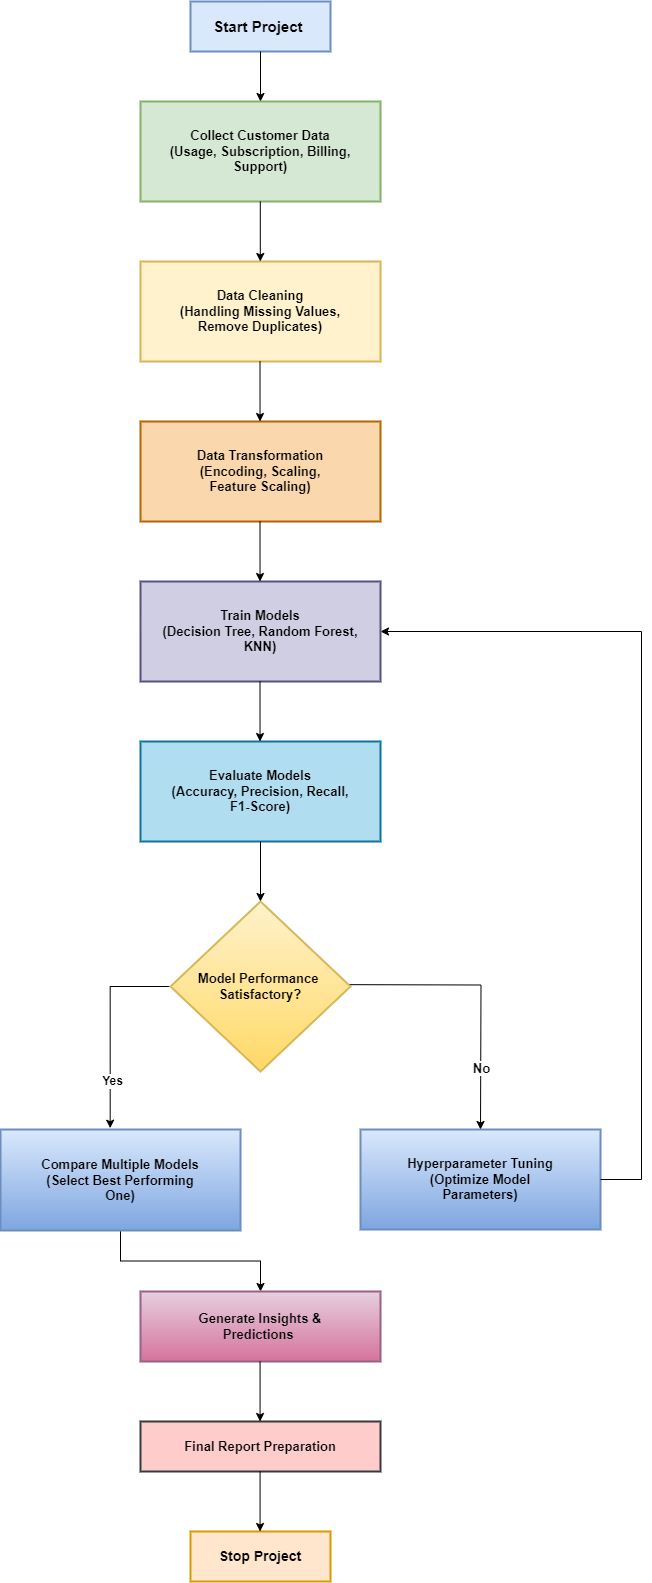 Start Project
Collect Customer Data
(Usage, Subscription, Billing,
Support)
Data Cleaning
(Handling Missing Values,
Remove Duplicates)
Data Transformation
(Encoding, Scaling,
Feature Scaling)
Train Models
(Decision Tree, Random Forest,
KNN)
Evaluate Models
(Accuracy, Precision, Recall,
F1-Score)
Model Performance
Satisfactory?
Yes
No
Compare Multiple Models
(Select Best Performing
One)
Hyperparameter Tuning
(Optimize Model
Parameters)
Generate Insights &
Predictions
Final Report Preparation
Stop Project